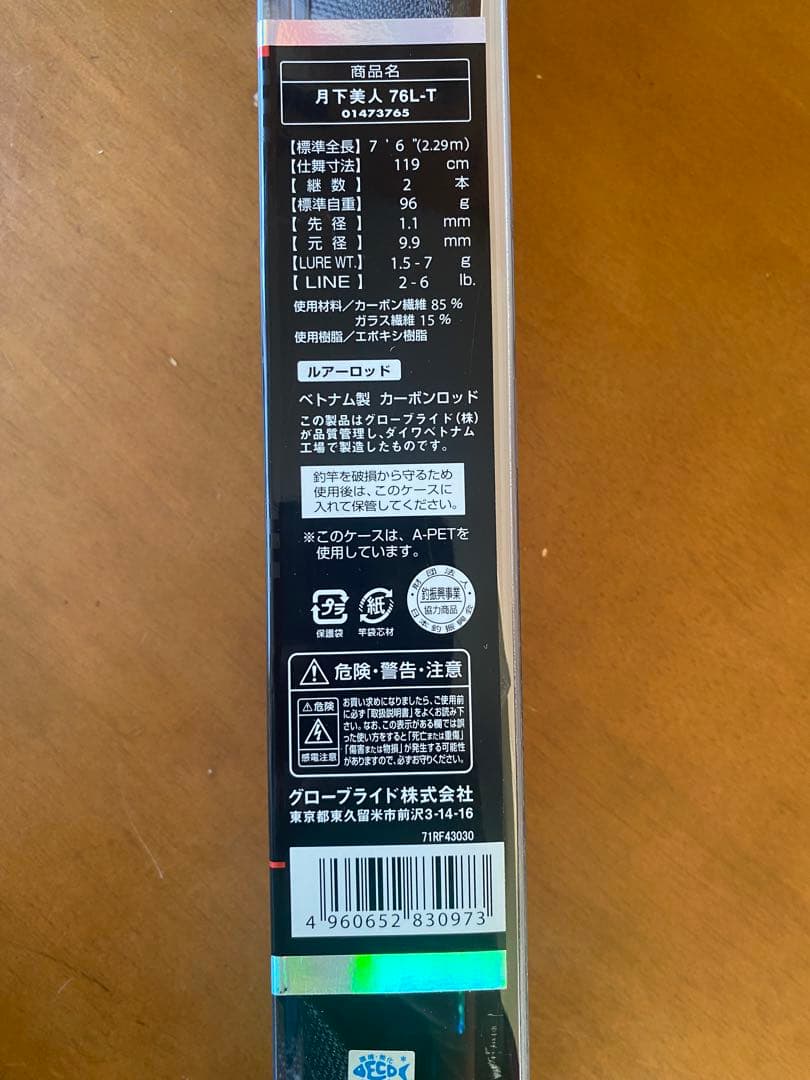 商品名
月下美人 76L-T
01473765
【標準全長】 7 ' 6 "(2.29m)
【仕舞寸法】 119 cm
【 継 数 】 2 本
【標準自重】 96 g
【 先 径 】 1.1 mm
【 元 径 】 9.9 mm
【LURE WT.】 1.5 - 7 g
【 LINE 】 2 - 6 lb.
使用材料/カーボン繊維 85 %
ガラス繊維 15 %
使用樹脂/エポキシ樹脂
ルアーロッド
ベトナム製 カーボンロッド
この製品はグローブライド(株)
が品質管理し、ダイワベトナム
工場で製造したものです。
釣竿を破損から守るため
使用後は、このケースに
入れて保管してください。
※このケースは、A-PETを
使用しています。
プラ
保護袋
紙
竿袋芯材
財団法人
釣振興事業
協力商品
日本釣振興会
危険・警告・注意
危険
感電注意
お買い求めになりましたら、ご使用前
に必ず「取扱説明書」をよくお読み下
さい。なお、この表示がある欄では誤
った使い方をすると「死亡または重傷」
「傷害または物損」が発生する可能性
がありますので、必ずお守りください。
グローブライド株式会社
東京都東久留米市前沢3-14-16
71RF43030
4 960652 830973